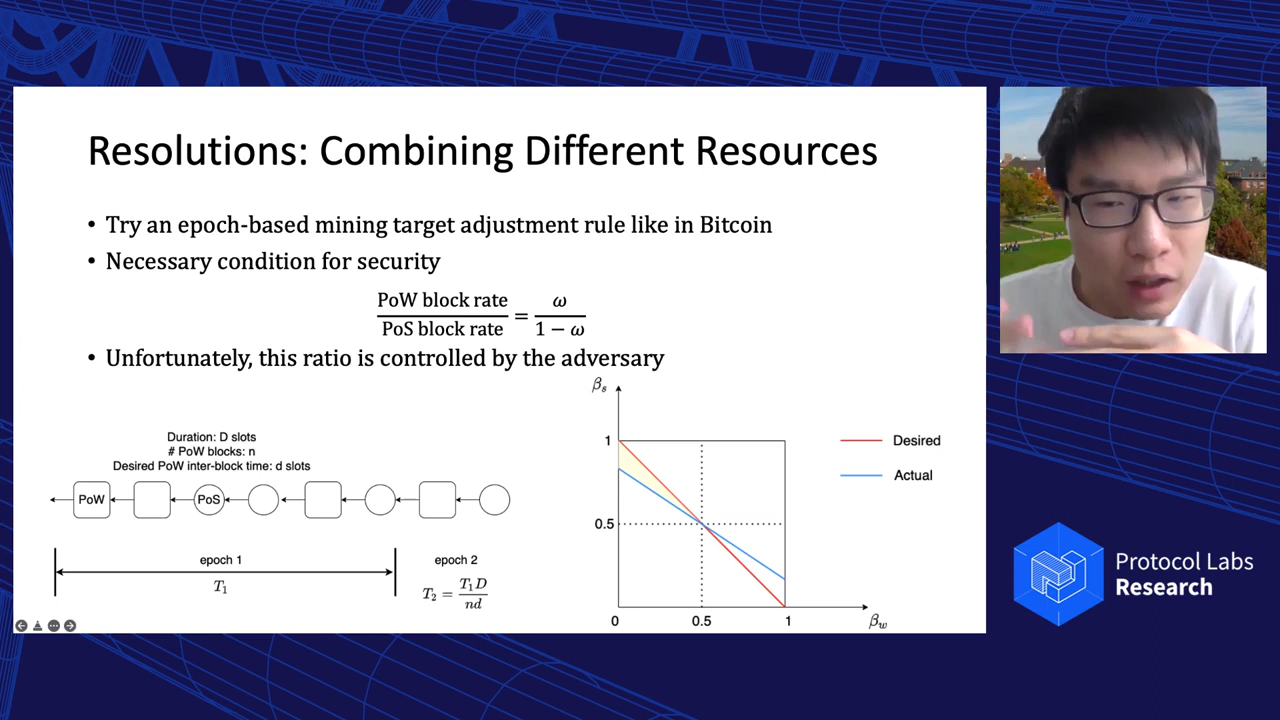 Resolutions: Combining Different Resources
• Try an epoch-based mining target adjustment rule like in Bitcoin
• Necessary condition for security
PoW block rate / PoS block rate = ω / 1 − ω
• Unfortunately, this ratio is controlled by the adversary
Duration: D slots
# PoW blocks: n
Desired PoW inter-block time: d slots
PoW
PoS
epoch 1
T₁
epoch 2
T₂ = T₁D / nd
βₛ
1
0.5
0
0.5
1
β_w
Desired
Actual
Protocol Labs
Research